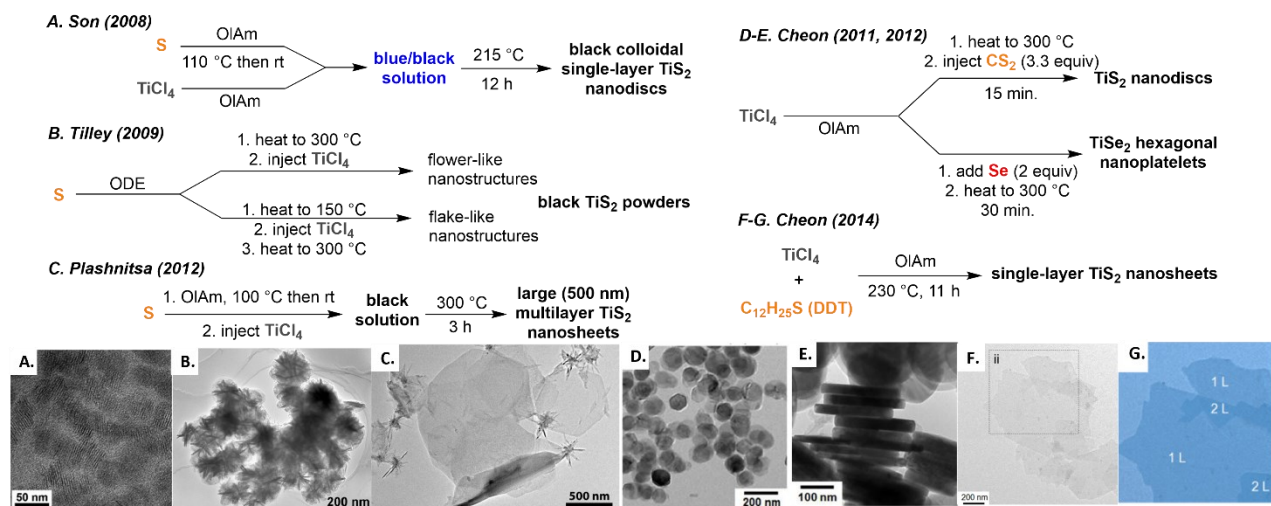 A. Son (2008)
S
OlAm
110 °C then rt
TiCl4
OlAm
blue/black
solution
215 °C
12 h
black colloidal
single-layer TiS2
nanodiscs
B. Tilley (2009)
S
ODE
1. heat to 300 °C
2. inject TiCl4
flower-like
nanostructures
1. heat to 150 °C
2. inject TiCl4
3. heat to 300 °C
flake-like
nanostructures
black TiS2 powders
C. Plashnitsa (2012)
S
1. OlAm, 100 °C then rt
2. inject TiCl4
black
solution
300 °C
3 h
large (500 nm)
multilayer TiS2
nanosheets
D-E. Cheon (2011, 2012)
TiCl4
OlAm
1. heat to 300 °C
2. inject CS2 (3.3 equiv)
15 min.
TiS2 nanodiscs
1. add Se (2 equiv)
2. heat to 300 °C
30 min.
TiSe2 hexagonal
nanoplatelets
F-G. Cheon (2014)
TiCl4
+
C12H25S (DDT)
OlAm
230 °C, 11 h
single-layer TiS2 nanosheets
A.
50 nm
B.
200 nm
C.
500 nm
D.
200 nm
E.
100 nm
F.
ii
200 nm
G.
1 L
2 L
1 L
2 L